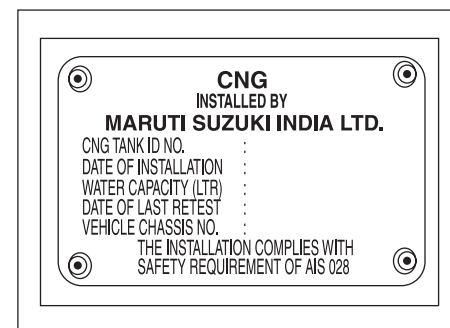 CNG
INSTALLED BY
MARUTI SUZUKI INDIA LTD.
CNG TANK ID NO. :
DATE OF INSTALLATION :
WATER CAPACITY (LTR) :
DATE OF LAST RETEST :
VEHICLE CHASSIS NO. :
THE INSTALLATION COMPLIES WITH
SAFETY REQUIREMENT OF AIS 028